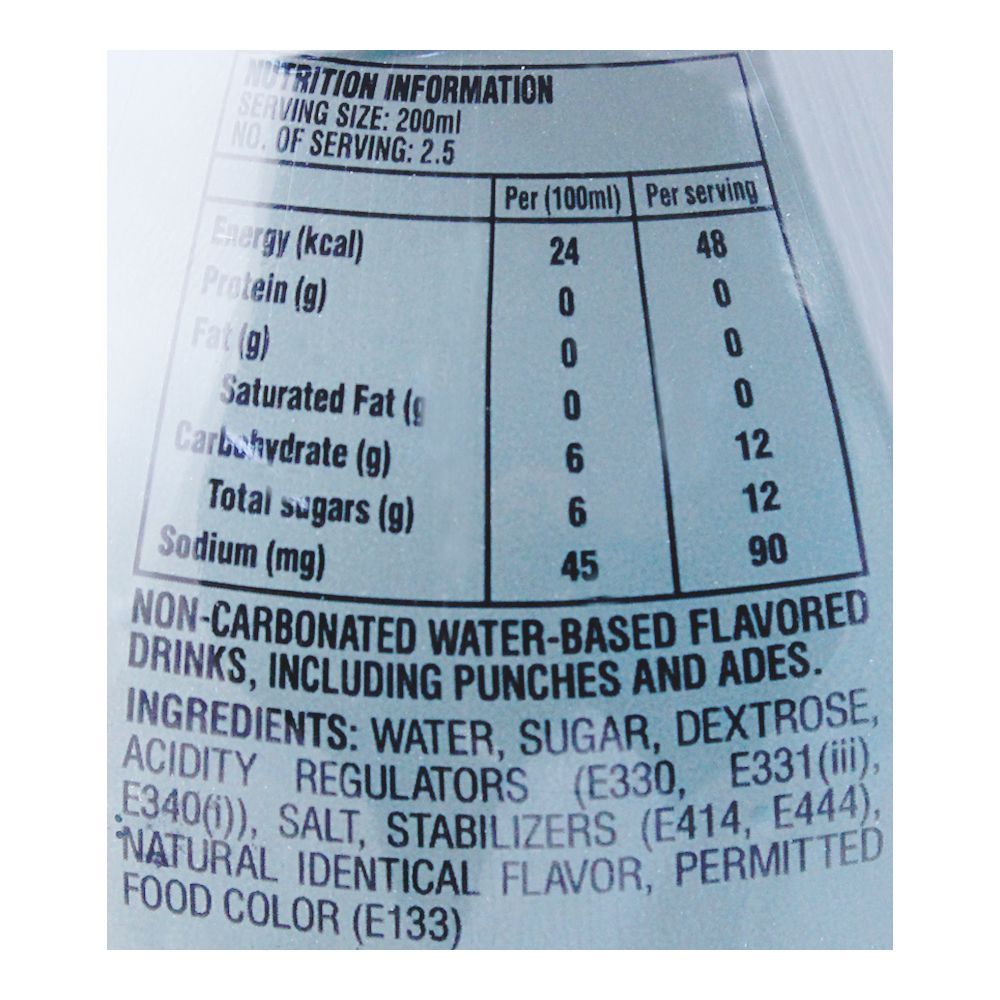 NUTRITION INFORMATION
SERVING SIZE: 200ml
NO. OF SERVING: 2.5
Per (100ml) Per serving
Energy (kcal) 24 48
Protein (g) 0 0
Fat (g) 0 0
Saturated Fat (g 0 0
Carbohydrate (g) 6 12
Total sugars (g) 6 12
Sodium (mg) 45 90
NON-CARBONATED WATER-BASED FLAVORED
DRINKS, INCLUDING PUNCHES AND ADES.
INGREDIENTS: WATER, SUGAR, DEXTROSE,
ACIDITY REGULATORS (E330, E331(iii),
E340(i)), SALT, STABILIZERS (E414, E444),
NATURAL IDENTICAL FLAVOR, PERMITTED
FOOD COLOR (E133)